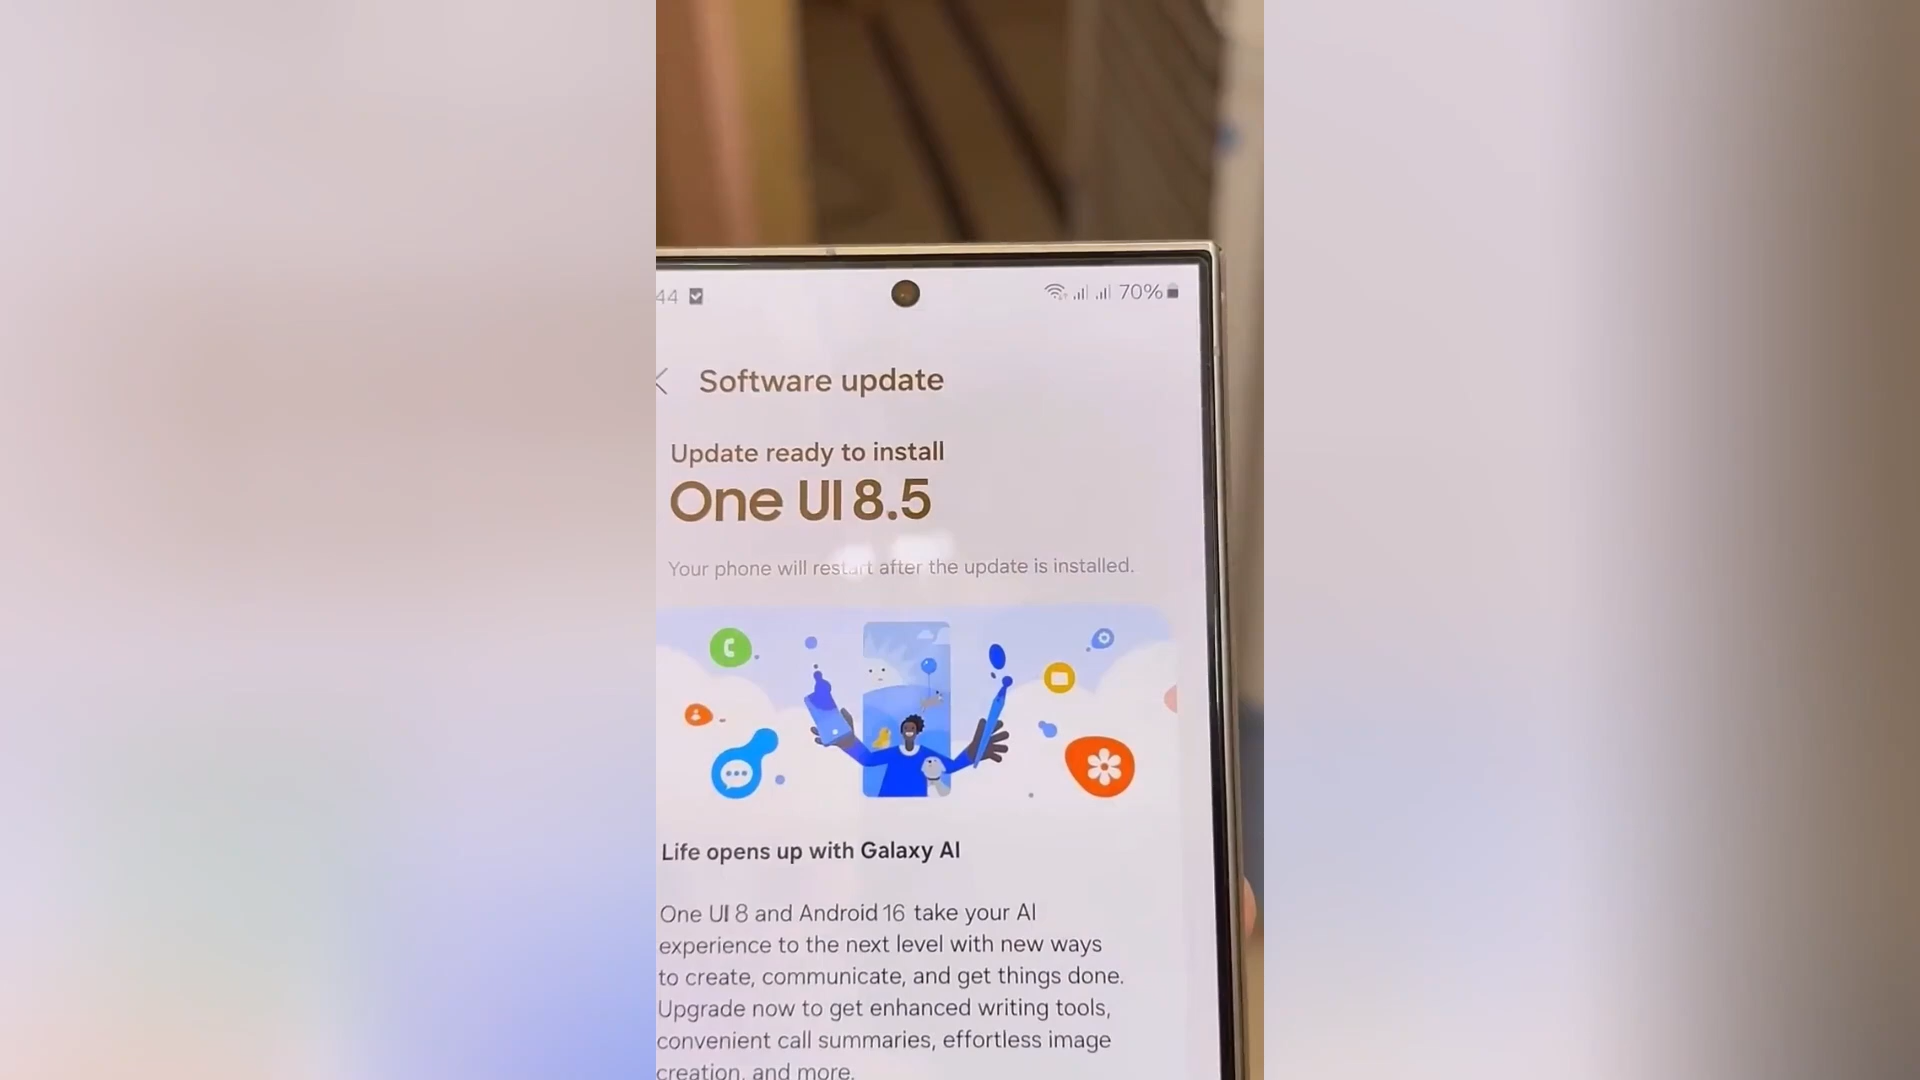 44
70%
Software update
Update ready to install
One UI 8.5
Your phone will restart after the update is installed.
Life opens up with Galaxy AI
One UI 8 and Android 16 take your AI
experience to the next level with new ways
to create, communicate, and get things done.
Upgrade now to get enhanced writing tools,
convenient call summaries, effortless image
creation, and more.